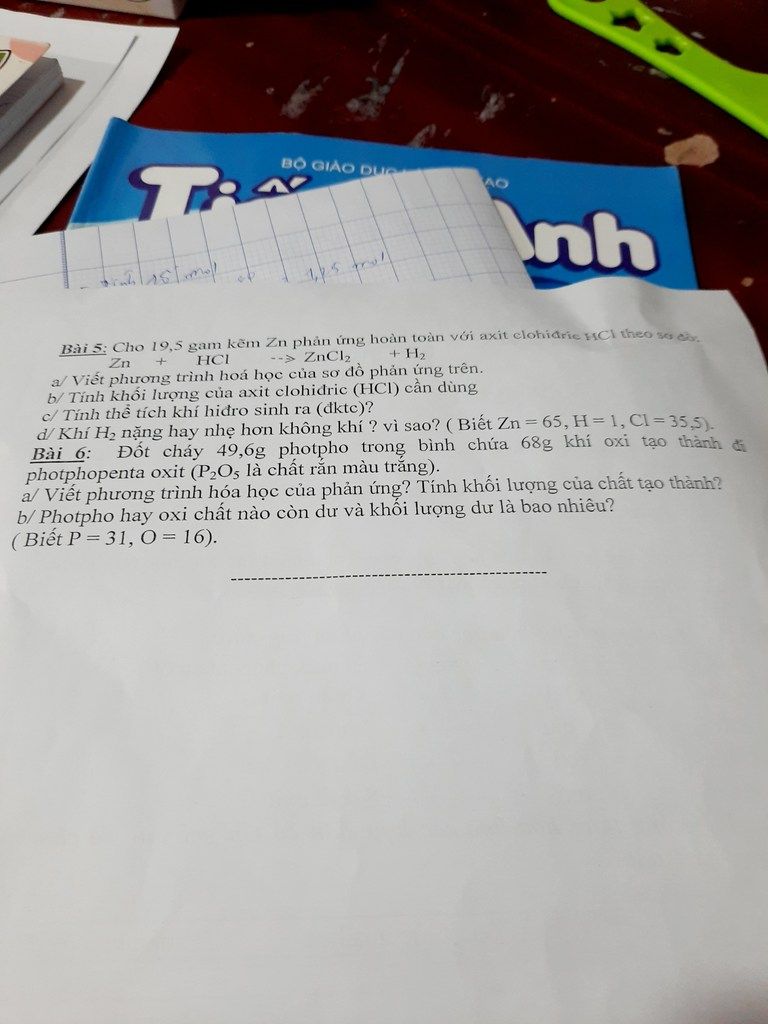 BỘ GIÁO DỤC
Tiế Anh
Bài 5: Cho 19,5 gam kẽm Zn phản ứng hoàn toàn với axit clohiđric HCl theo sơ đồ:
Zn + HCl --> ZnCl₂ + H₂
a/ Viết phương trình hoá học của sơ đồ phản ứng trên.
b/ Tính khối lượng của axit clohiđric (HCl) cần dùng
c/ Tính thể tích khí hiđro sinh ra (đktc)?
d/ Khí H₂ nặng hay nhẹ hơn không khí ? vì sao? ( Biết Zn = 65, H = 1, Cl = 35,5).
Bài 6: Đốt cháy 49,6g photpho trong bình chứa 68g khí oxi tạo thành đi
photphopenta oxit (P₂O₅ là chất rắn màu trắng).
a/ Viết phương trình hóa học của phản ứng? Tính khối lượng của chất tạo thành?
b/ Photpho hay oxi chất nào còn dư và khối lượng dư là bao nhiêu?
( Biết P = 31, O = 16).